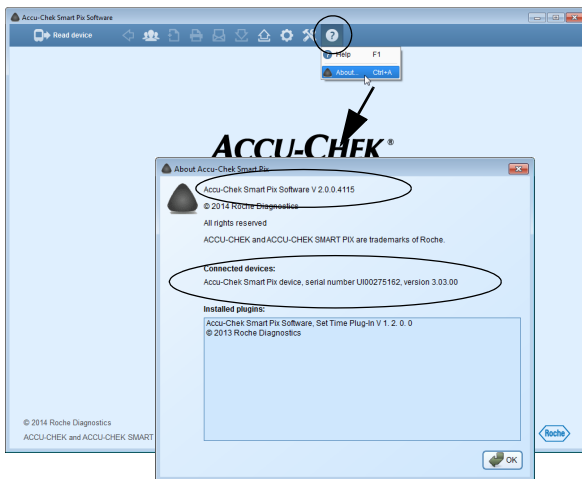 Accu-Chek Smart Pix Software
Read device
?
? Help F1
About... Ctrl+A
ACCU-CHEK®
About Accu-Chek Smart Pix
Accu-Chek Smart Pix Software V 2.0.0.4115
© 2014 Roche Diagnostics
All rights reserved
ACCU-CHEK and ACCU-CHEK SMART PIX are trademarks of Roche.
Connected devices:
Accu-Chek Smart Pix device, serial number UI00275162, version 3.03.00
Installed plugins:
Accu-Chek Smart Pix Software, Set Time Plug-In V 1. 2. 0. 0
© 2013 Roche Diagnostics
OK
© 2014 Roche Diagnostics
ACCU-CHEK and ACCU-CHEK SMART
Roche